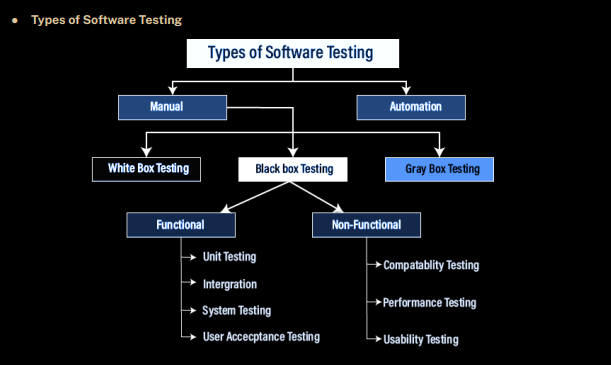 Types of Software Testing
Types of Software Testing
Manual
Automation
White Box Testing
Black box Testing
Gray Box Testing
Functional
Non-Functional
Unit Testing
Intergration
System Testing
User Accecptance Testing
Compatablity Testing
Performance Testing
Usability Testing